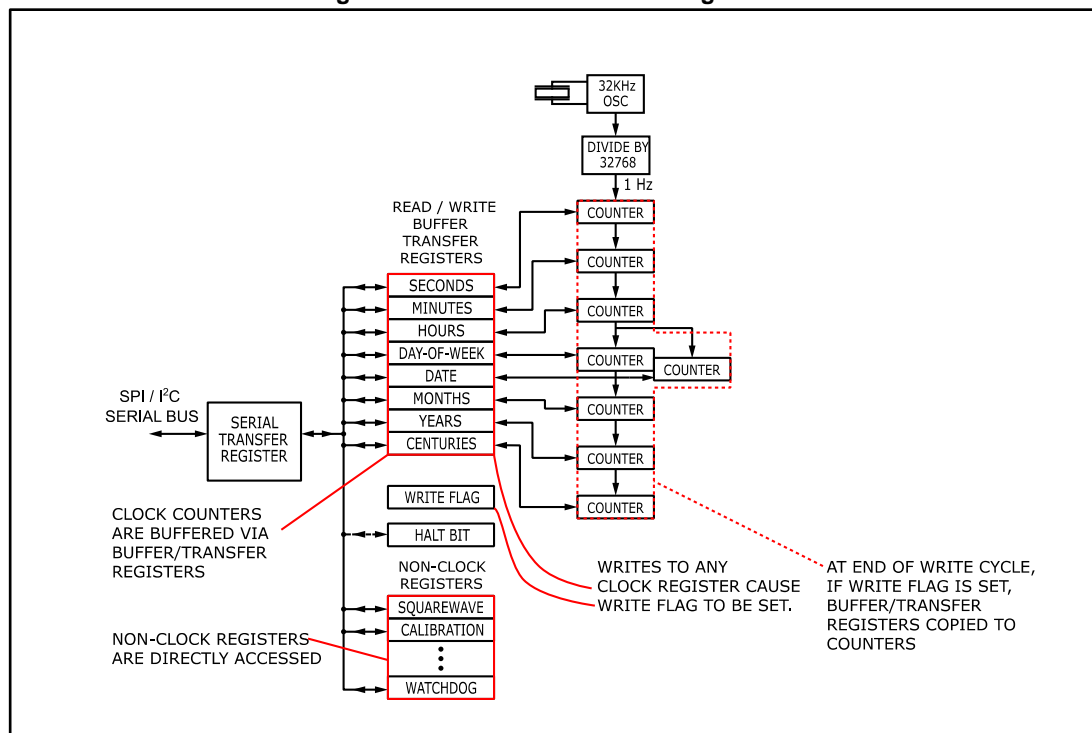 32KHz
OSC
DIVIDE BY
32768
1 Hz
READ / WRITE
BUFFER
TRANSFER
REGISTERS
COUNTER
COUNTER
COUNTER
COUNTER
COUNTER
COUNTER
COUNTER
COUNTER
SECONDS
MINUTES
HOURS
DAY-OF-WEEK
DATE
MONTHS
YEARS
CENTURIES
SPI / I²C
SERIAL BUS
SERIAL
TRANSFER
REGISTER
WRITE FLAG
HALT BIT
CLOCK COUNTERS
ARE BUFFERED VIA
BUFFER/TRANSFER
REGISTERS
NON-CLOCK
REGISTERS
SQUAREWAVE
CALIBRATION
WATCHDOG
NON-CLOCK REGISTERS
ARE DIRECTLY ACCESSED
WRITES TO ANY
CLOCK REGISTER CAUSE
WRITE FLAG TO BE SET.
AT END OF WRITE CYCLE,
IF WRITE FLAG IS SET,
BUFFER/TRANSFER
REGISTERS COPIED TO
COUNTERS